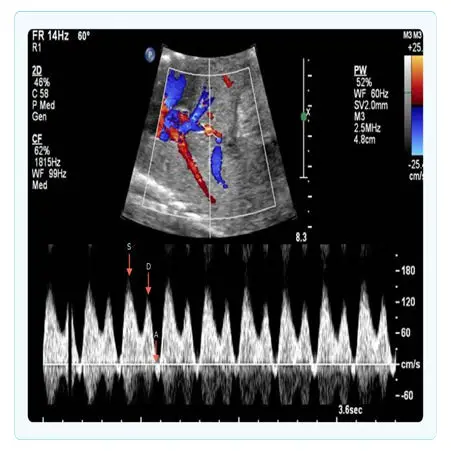 FR 14Hz 60°
R1
2D
46%
C 58
P Med
Gen
CF
62%
1815Hz
WF 99Hz
Med
P
M3 M3
+25.
PW
52%
WF 60Hz
SV2.0mm
M3
2.5MHz
4.8cm
-25.
cm/s
8.3
S
D
A
180
120
60
cm/s
-60
3.6sec